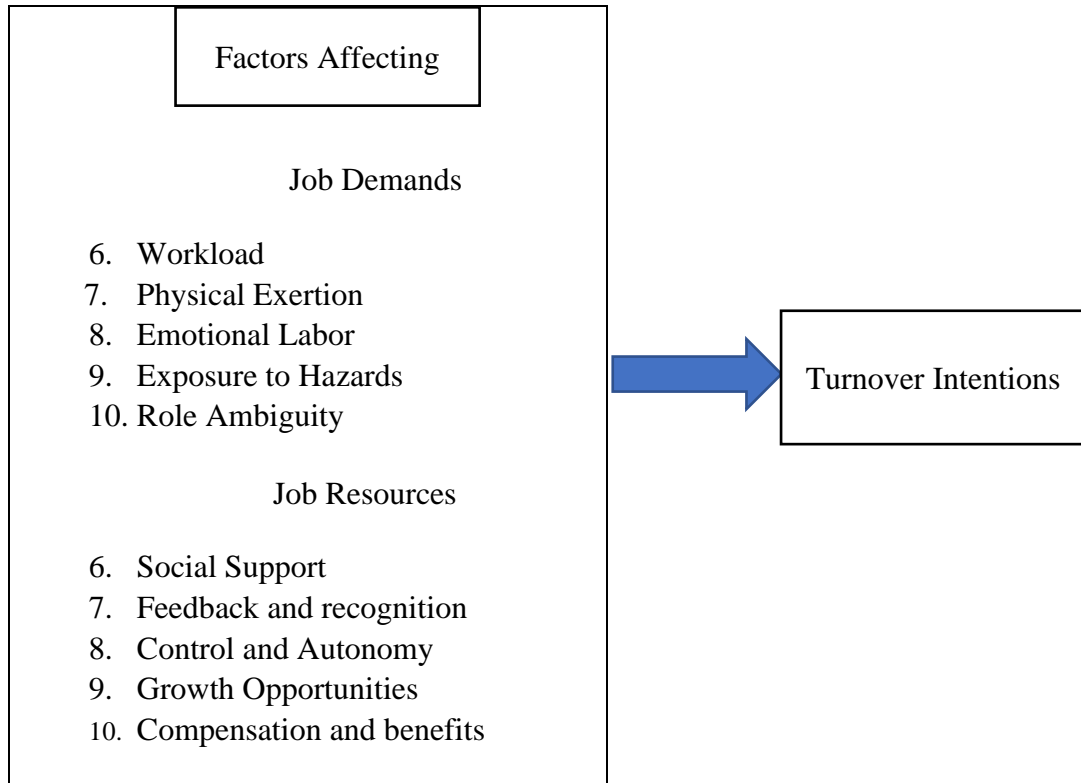 Factors Affecting
Job Demands
6. Workload
7. Physical Exertion
8. Emotional Labor
9. Exposure to Hazards
10. Role Ambiguity
Job Resources
6. Social Support
7. Feedback and recognition
8. Control and Autonomy
9. Growth Opportunities
10. Compensation and benefits
Turnover Intentions